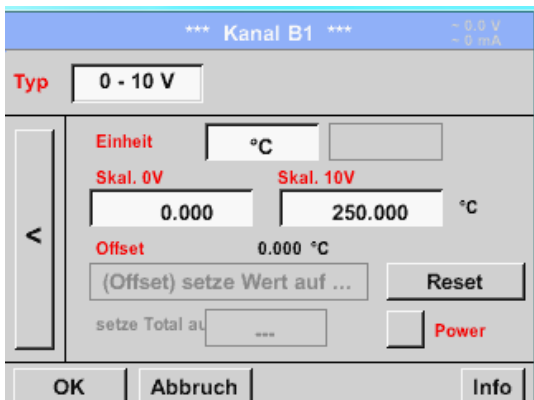 *** Kanal B1 ***
~ 0.0 V
~ 0 mA
Typ 0 - 10 V
Einheit °C
Skal. 0V Skal. 10V
0.000 250.000 °C
<
Offset 0.000 °C
(Offset) setze Wert auf ... Reset
setze Total au --- Power
OK Abbruch Info